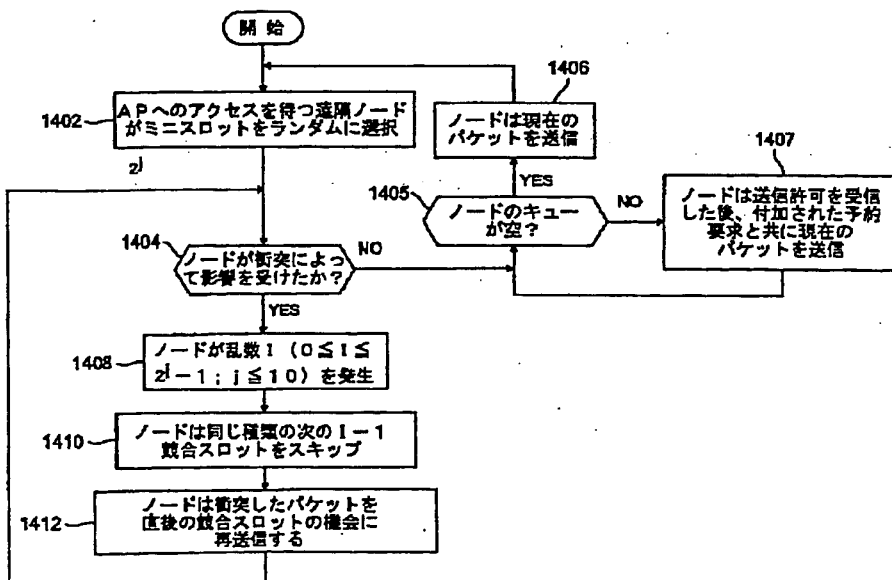 開 始
1402
APへのアクセスを待つ遠隔ノード
がミニスロットをランダムに選択
1406
ノードは現在の
パケットを送信
1407
ノードは送信許可を受信
した後、付加された予約
要求と共に現在の
パケットを送信
2j
YES
1405
ノードのキュー
が空?
NO
1404
ノードが衝突によっ
て影響を受けたか?
NO
YES
1408
ノードが乱数I(0≦I≦
2j-1;j≦10)を発生
1410
ノードは同じ種類の次のI-1
競合スロットをスキップ
1412
ノードは衝突したパケットを
直後の競合スロットの機会に
再送信する